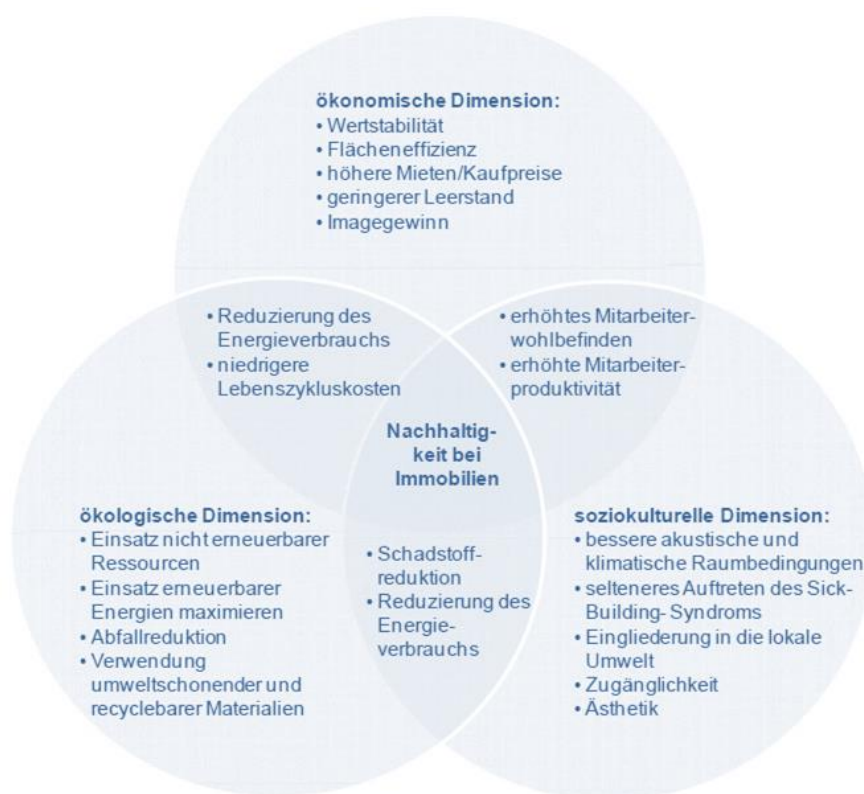 ökonomische Dimension:
• Wertstabilität
• Flächeneffizienz
• höhere Mieten/Kaufpreise
• geringerer Leerstand
• Imagegewinn
• Reduzierung des
Energieverbrauchs
• niedrigere
Lebenszykluskosten
• erhöhtes Mitarbeiter-
wohlbefinden
• erhöhte Mitarbeiter-
produktivität
Nachhaltig-
keit bei
Immobilien
ökologische Dimension:
• Einsatz nicht erneuerbarer
Ressourcen
• Einsatz erneuerbarer
Energien maximieren
• Abfallreduktion
• Verwendung
umweltschonender und
recyclebarer Materialien
• Schadstoff-
reduktion
• Reduzierung des
Energie-
verbrauchs
soziokulturelle Dimension:
• bessere akustische und
klimatische Raumbedingungen
• selteneres Auftreten des Sick-
Building- Syndroms
• Eingliederung in die lokale
Umwelt
• Zugänglichkeit
• Ästhetik